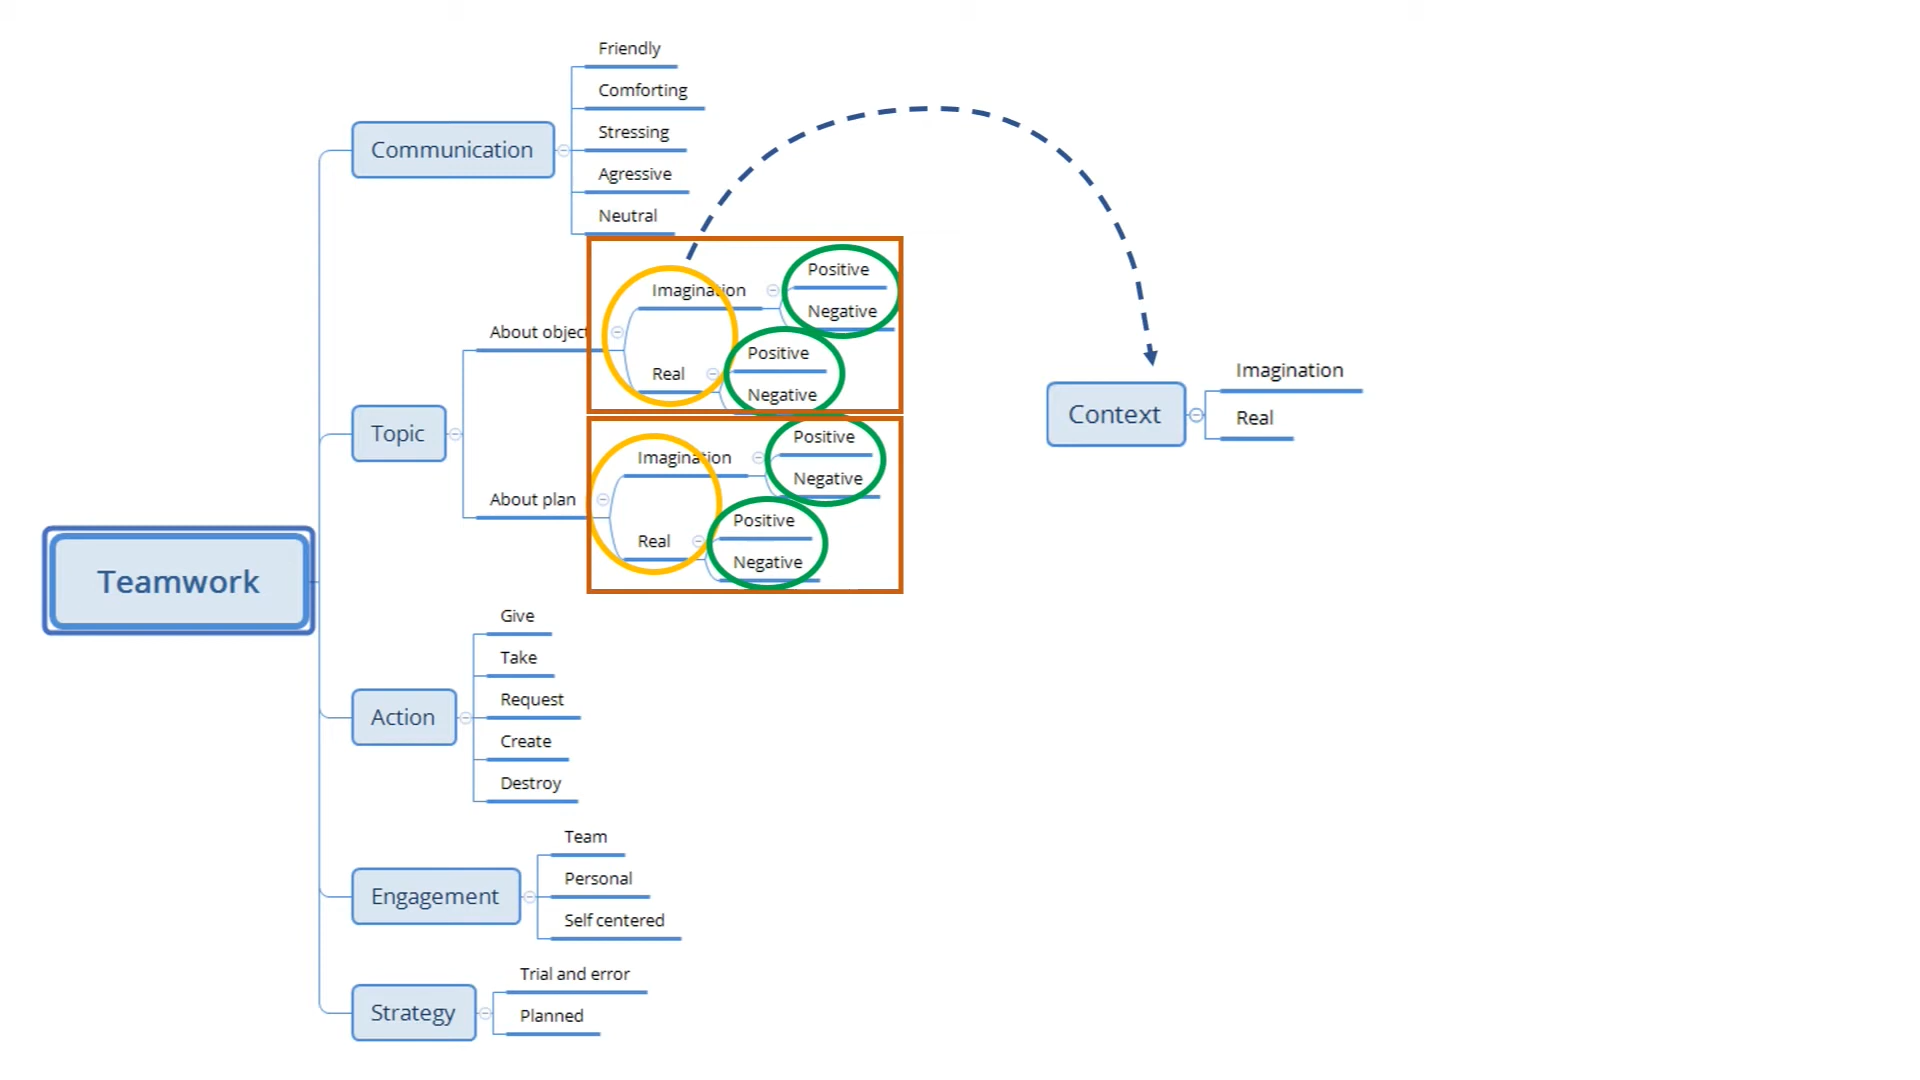 Teamwork
Communication
Friendly
Comforting
Stressing
Agressive
Neutral
Topic
About object
Imagination
Positive
Negative
Real
Positive
Negative
About plan
Imagination
Positive
Negative
Real
Positive
Negative
Action
Give
Take
Request
Create
Destroy
Engagement
Team
Personal
Self centered
Strategy
Trial and error
Planned
Context
Imagination
Real